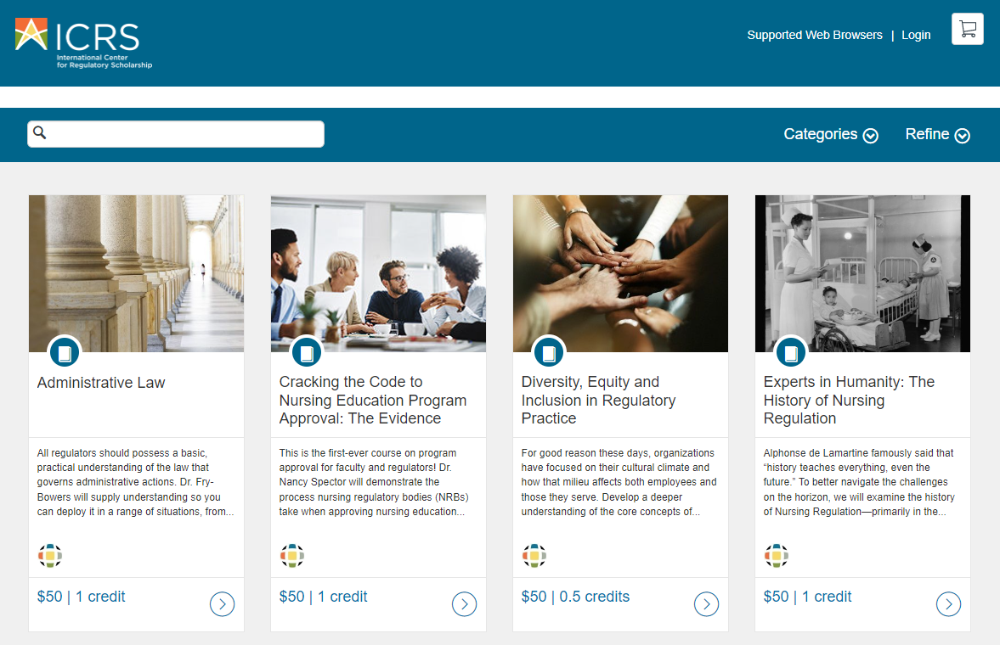 ICRS
International Center
for Regulatory Scholarship
Supported Web Browsers | Login
Categories
Refine
Administrative Law
All regulators should possess a basic,
practical understanding of the law that
governs administrative actions. Dr. Fry-
Bowers will supply understanding so you
can deploy it in a range of situations, from...
$50 | 1 credit
Cracking the Code to
Nursing Education Program
Approval: The Evidence
This is the first-ever course on program
approval for faculty and regulators! Dr.
Nancy Spector will demonstrate the
process nursing regulatory bodies (NRBs)
take when approving nursing education...
$50 | 1 credit
Diversity, Equity and
Inclusion in Regulatory
Practice
For good reason these days, organizations
have focused on their cultural climate and
how that milieu affects both employees and
those they serve. Develop a deeper
understanding of the core concepts of...
$50 | 0.5 credits
Experts in Humanity: The
History of Nursing
Regulation
Alphonse de Lamartine famously said that
“history teaches everything, even the
future.” To better navigate the challenges
on the horizon, we will examine the history
of Nursing Regulation—primarily in the...
$50 | 1 credit